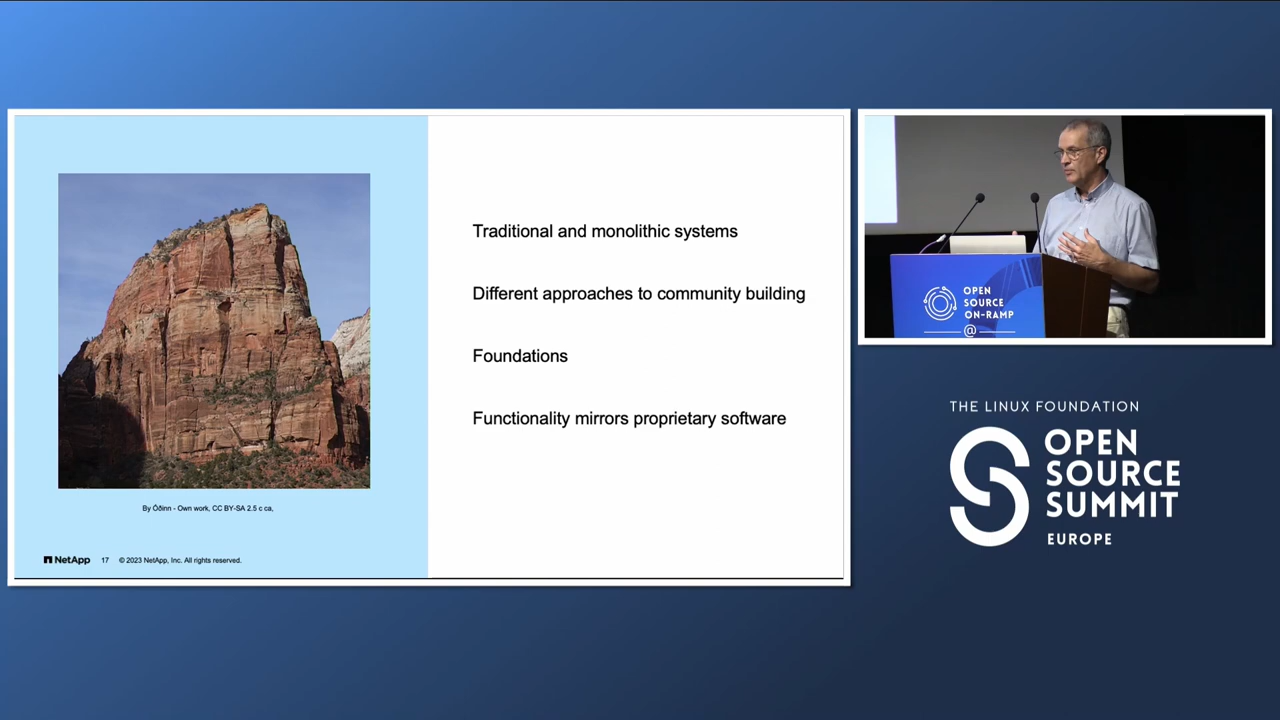 Traditional and monolithic systems
Different approaches to community building
Foundations
Functionality mirrors proprietary software
By Óðinn - Own work, CC BY-SA 2.5 c ca,
NetApp 17 © 2023 NetApp, Inc. All rights reserved.
OPEN
SOURCE
ON-RAMP
@
THE LINUX FOUNDATION
OPEN
SOURCE
SUMMIT
EUROPE